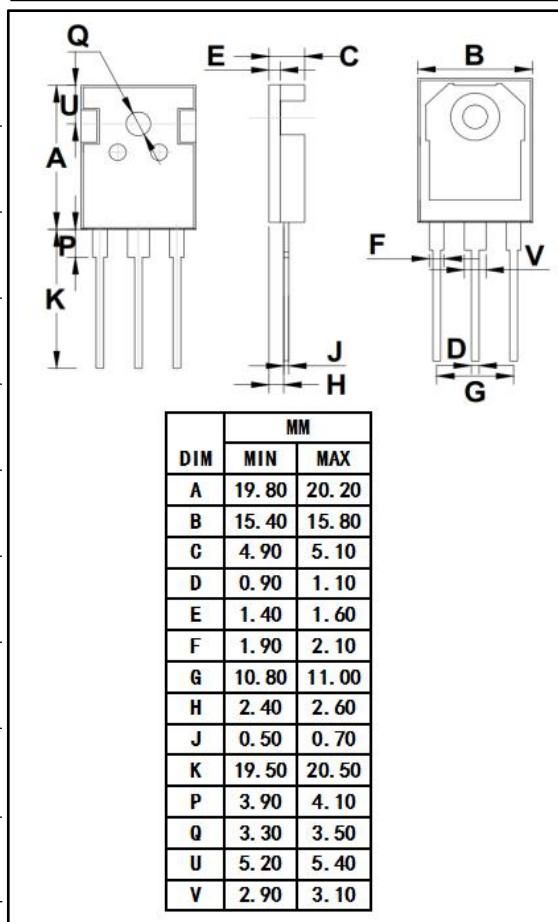 Q
E C B
U
A
P
K
F V
J
H
D
G
MM
DIM MIN MAX
A 19.80 20.20
B 15.40 15.80
C 4.90 5.10
D 0.90 1.10
E 1.40 1.60
F 1.90 2.10
G 10.80 11.00
H 2.40 2.60
J 0.50 0.70
K 19.50 20.50
P 3.90 4.10
Q 3.30 3.50
U 5.20 5.40
V 2.90 3.10